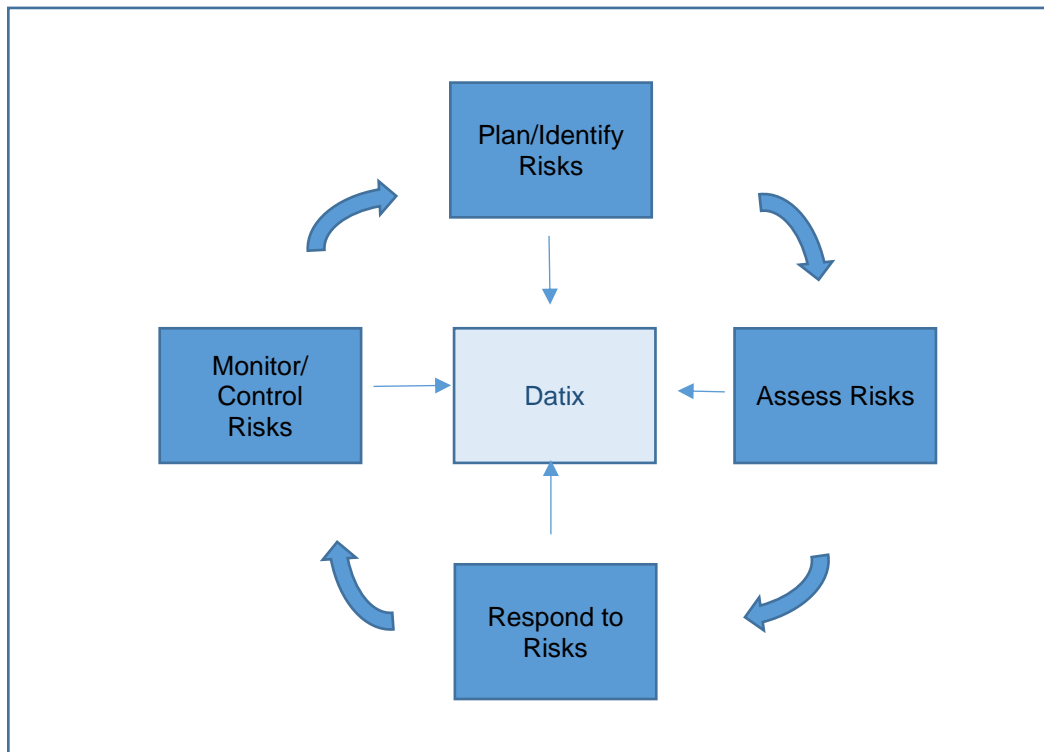 Plan/Identify
Risks
Monitor/
Control
Risks
Datix
Assess Risks
Respond to
Risks